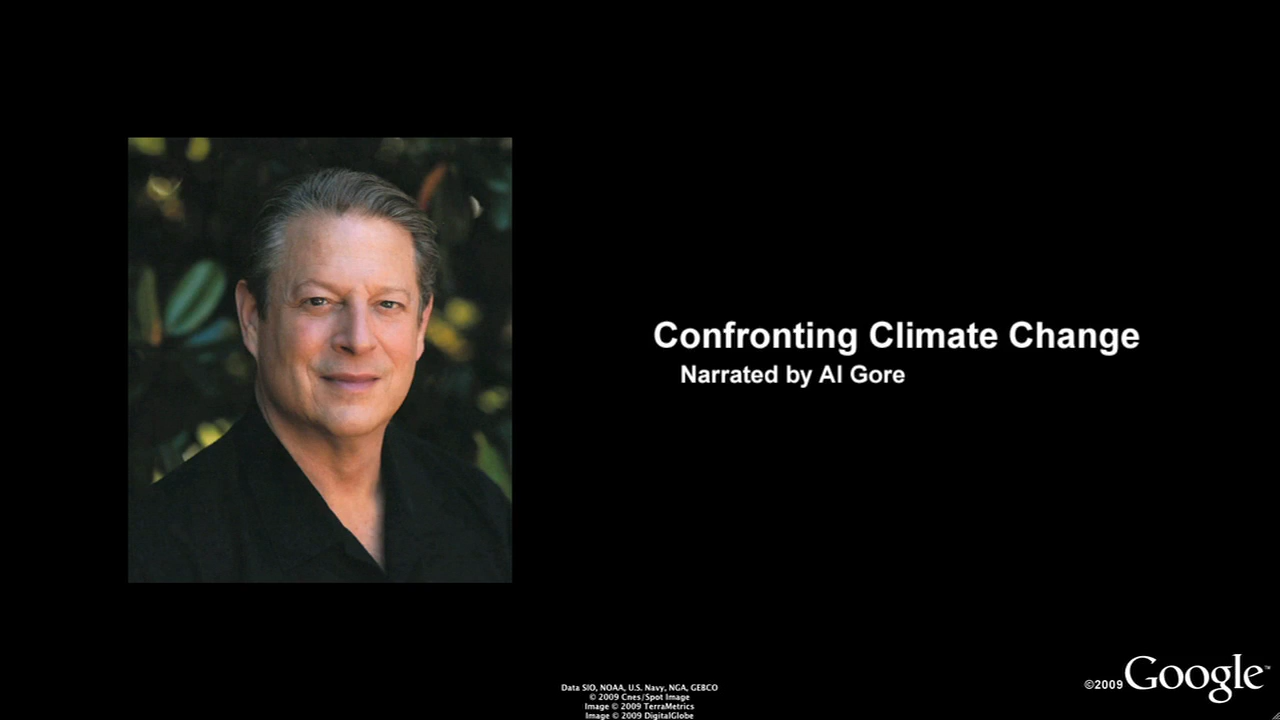 Confronting Climate Change
Narrated by Al Gore
Data SIO, NOAA, U.S. Navy, NGA, GEBCO
© 2009 Cnes/Spot Image
Image © 2009 TerraMetrics
Image © 2009 DigitalGlobe
©2009 Google™